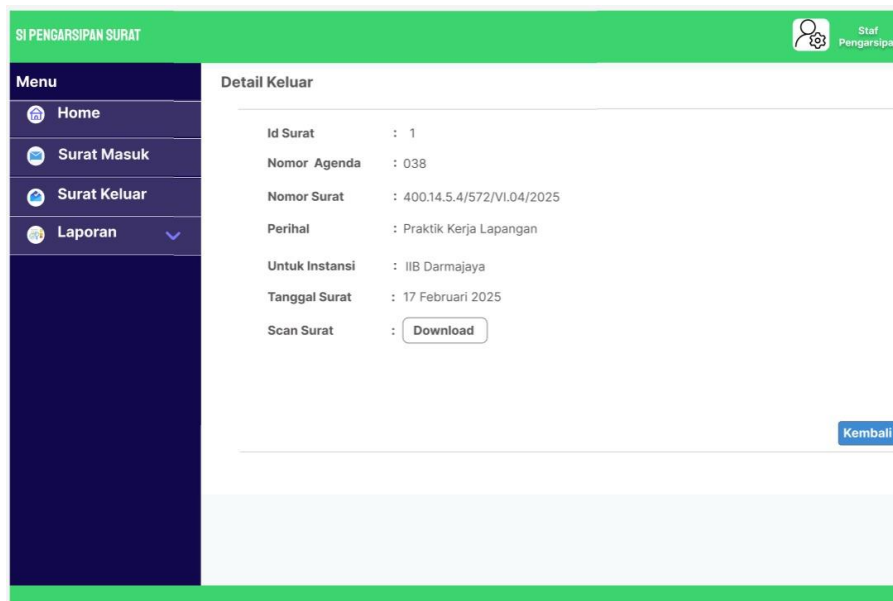 SI PENGARSIPAN SURAT
Staf
Menu
Detail Keluar
Home
Surat Masuk
Surat Keluar
Laporan
Id Surat : 1
Nomor Agenda : 038
Nomor Surat : 400.14.5.4/572/VI.04/2025
Perihal : Praktik Kerja Lapangan
Untuk Instansi : IIB Darmajaya
Tanggal Surat : 17 Februari 2025
Scan Surat : Download
Kembali